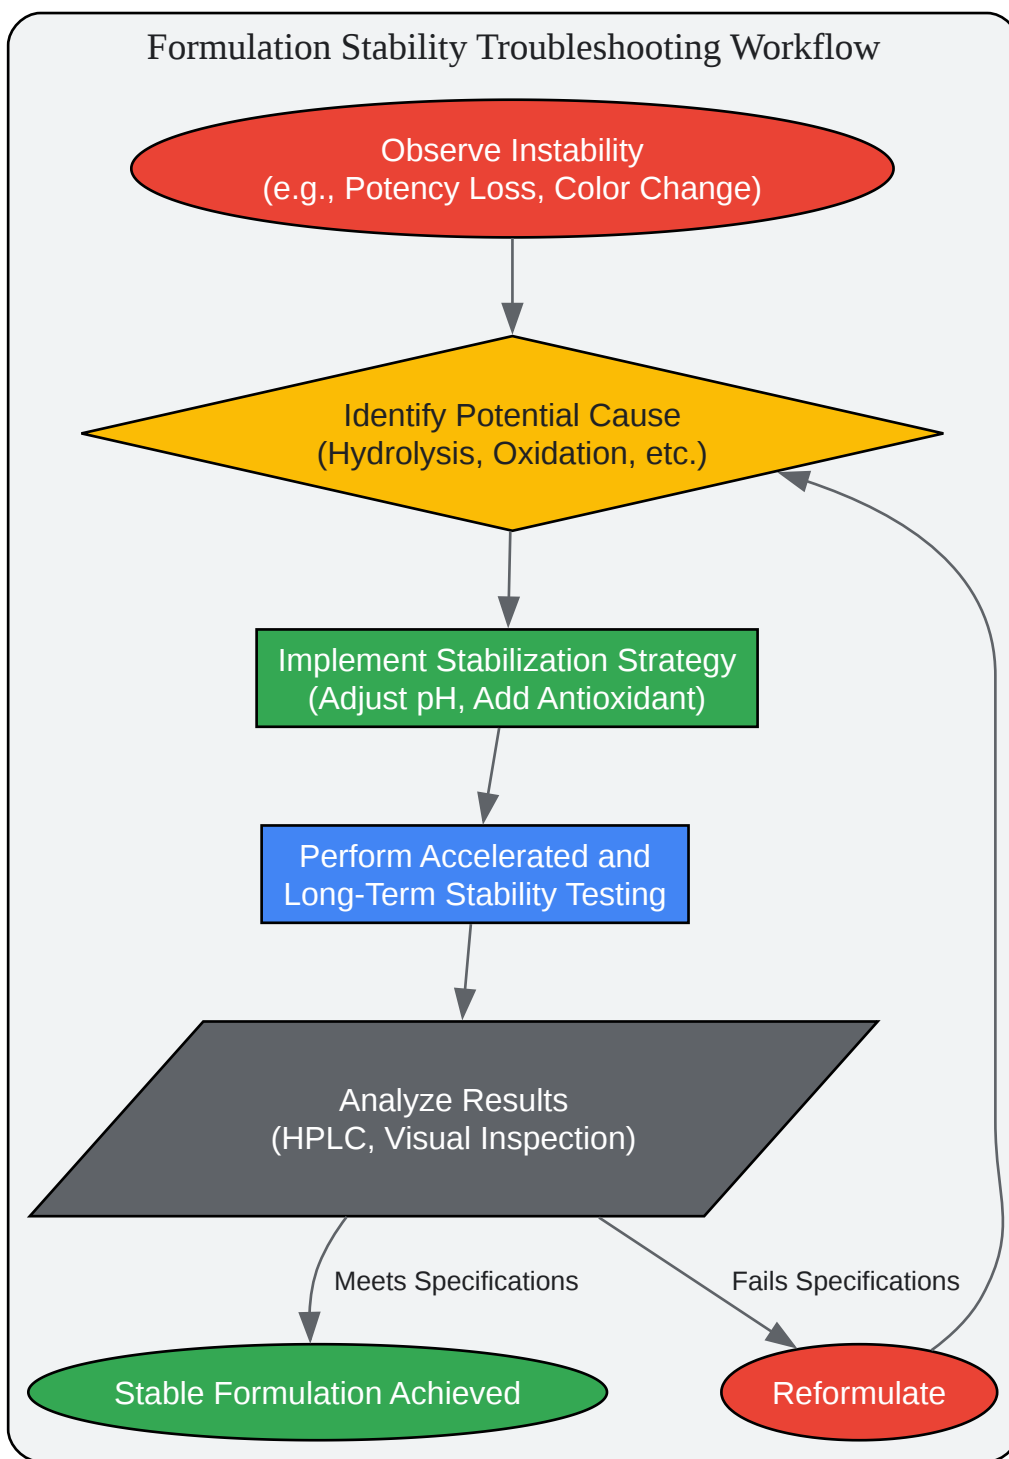 Formulation Stability Troubleshooting Workflow
Observe Instability
(e.g., Potency Loss, Color Change)
Identify Potential Cause
(Hydrolysis, Oxidation, etc.)
Implement Stabilization Strategy
(Adjust pH, Add Antioxidant)
Perform Accelerated and
Long-Term Stability Testing
Analyze Results
(HPLC, Visual Inspection)
Meets Specifications
Fails Specifications
Stable Formulation Achieved
Reformulate